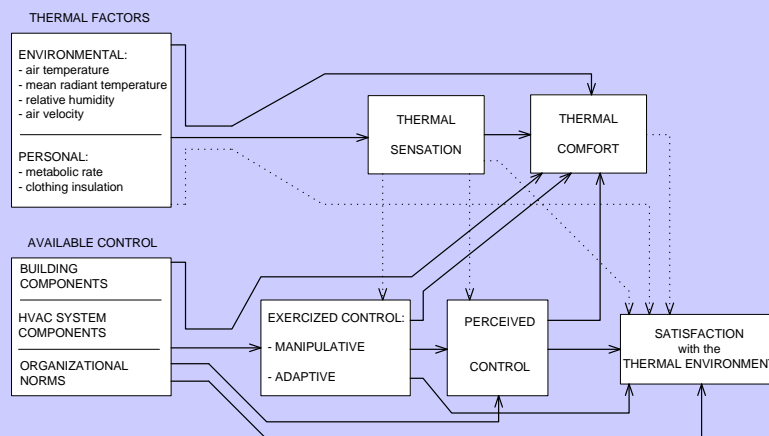 THERMAL FACTORS
ENVIRONMENTAL:
- air temperature
- mean radiant temperature
- relative humidity
- air velocity
PERSONAL:
- metabolic rate
- clothing insulation
THERMAL
SENSATION
THERMAL
COMFORT
AVAILABLE CONTROL
BUILDING
COMPONENTS
HVAC SYSTEM
COMPONENTS
ORGANIZATIONAL
NORMS
EXERCIZED CONTROL:
- MANIPULATIVE
- ADAPTIVE
PERCEIVED
CONTROL
SATISFACTION
with the
THERMAL ENVIRONMENT